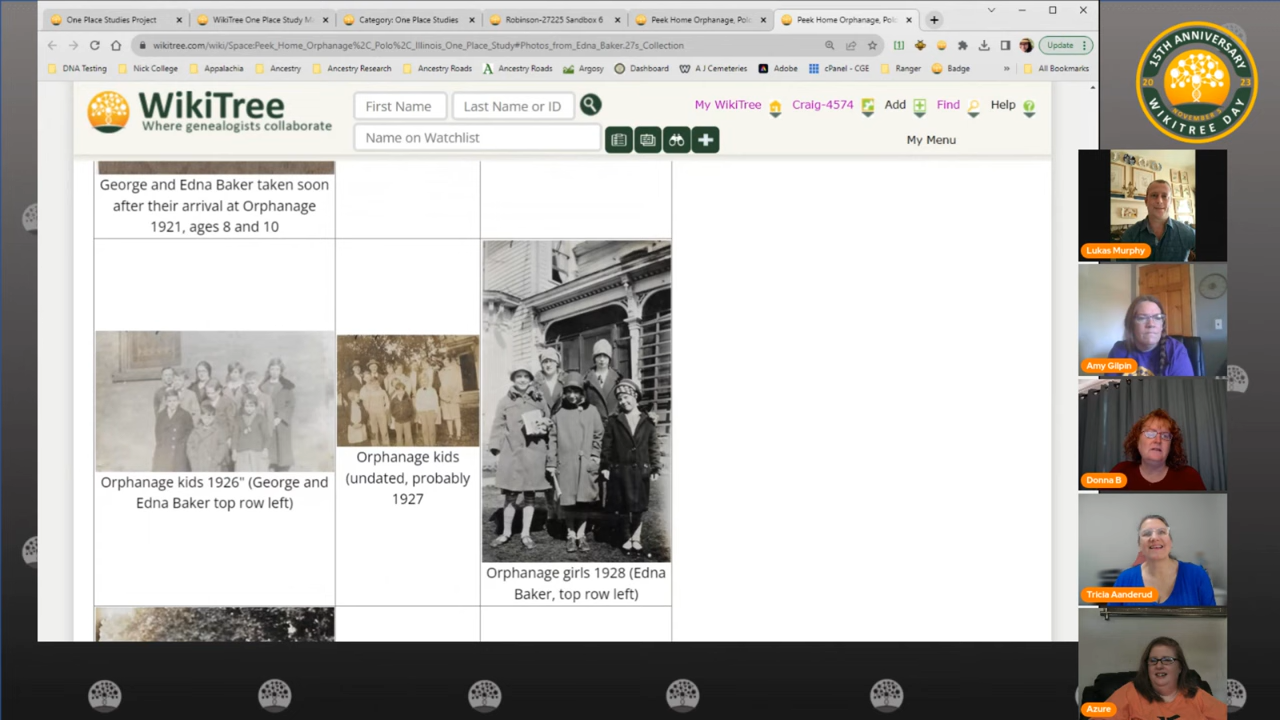 One Place Studies Project
WikiTree One Place Study M
Category: One Place Studies
Robinson-27225 Sandbox 6
Peek Home Orphanage, Pol
Peek Home Orphanage, Pol
wikitree.com/wiki/Space:Peek_Home_Orphanage%2C_Polo%2C_Illinois_One_Place_Study#Photos_from_Edna_Baker.27s_Collection
Update
DNA Testing
Nick College
Appalachia
Ancestry
Ancestry Research
Ancestry Roads
Ancestry Roads
Argosy
Dashboard
A J Cemeteries
Adobe
cPanel - CGE
Ranger
Badge
»
All Bookmarks
WikiTree
Where genealogists collaborate
First Name
Last Name or ID
Name on Watchlist
My WikiTree
Craig-4574
Add
Find
Help
My Menu
George and Edna Baker taken soon
after their arrival at Orphanage
1921, ages 8 and 10
Orphanage kids 1926" (George and
Edna Baker top row left)
Orphanage kids
(undated, probably
1927
Orphanage girls 1928 (Edna
Baker, top row left)
15TH ANNIVERSARY
20 23
NOVEMBER 5
WIKITREE DAY
Lukas Murphy
Amy Gilpin
Donna B
Tricia Aanderud
Azure